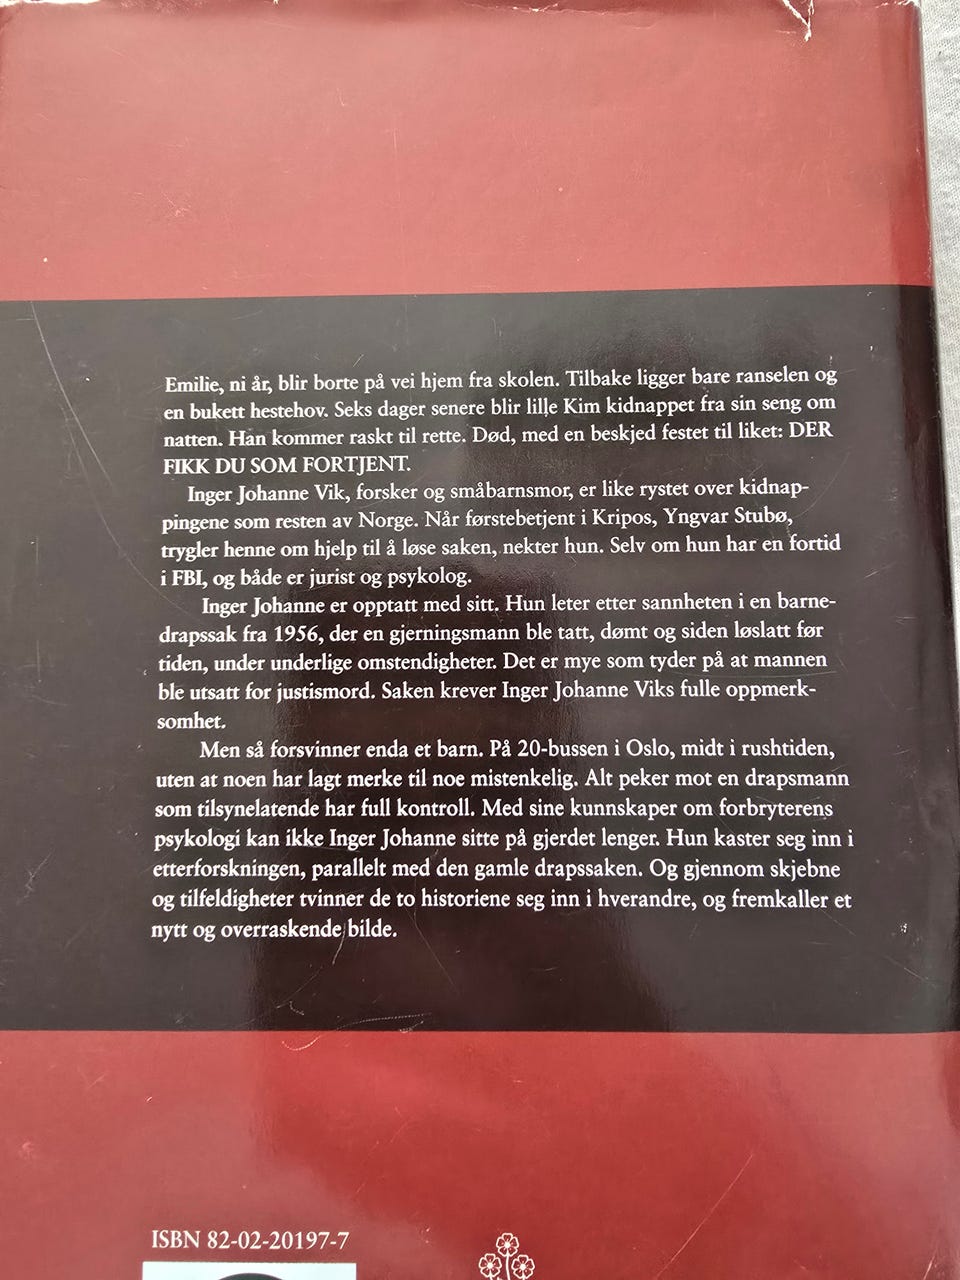 Emilie, ni år, blir borte på vei hjem fra skolen. Tilbake ligger bare ranselen og
en bukett hestehov. Seks dager senere blir lille Kim kidnappet fra sin seng om
natten. Han kommer raskt til rette. Død, med en beskjed festet til liket: DER
FIKK DU SOM FORTJENT.
Inger Johanne Vik, forsker og småbarnsmor, er like rystet over kidnap-
pingene som resten av Norge. Når førstebetjent i Kripos, Yngvar Stubø,
trygler henne om hjelp til å løse saken, nekter hun. Selv om hun har en fortid
i FBI, og både er jurist og psykolog.
Inger Johanne er opptatt med sitt. Hun leter etter sannheten i en barne-
drapssak fra 1956, der en gjerningsmann ble tatt, dømt og siden løslatt før
tiden, under underlige omstendigheter. Det er mye som tyder på at mannen
ble utsatt for justismord. Saken krever Inger Johanne Viks fulle oppmerk-
somhet.
Men så forsvinner enda et barn. På 20-bussen i Oslo, midt i rushtiden,
uten at noen har lagt merke til noe mistenkelig. Alt peker mot en drapsmann
som tilsynelatende har full kontroll. Med sine kunnskaper om forbryterens
psykologi kan ikke Inger Johanne sitte på gjerdet lenger. Hun kaster seg inn i
etterforskningen, parallelt med den gamle drapssaken. Og gjennom skjebne
og tilfeldigheter tvinner de to historiene seg inn i hverandre, og fremkaller et
nytt og overraskende bilde.
ISBN 82-02-20197-7